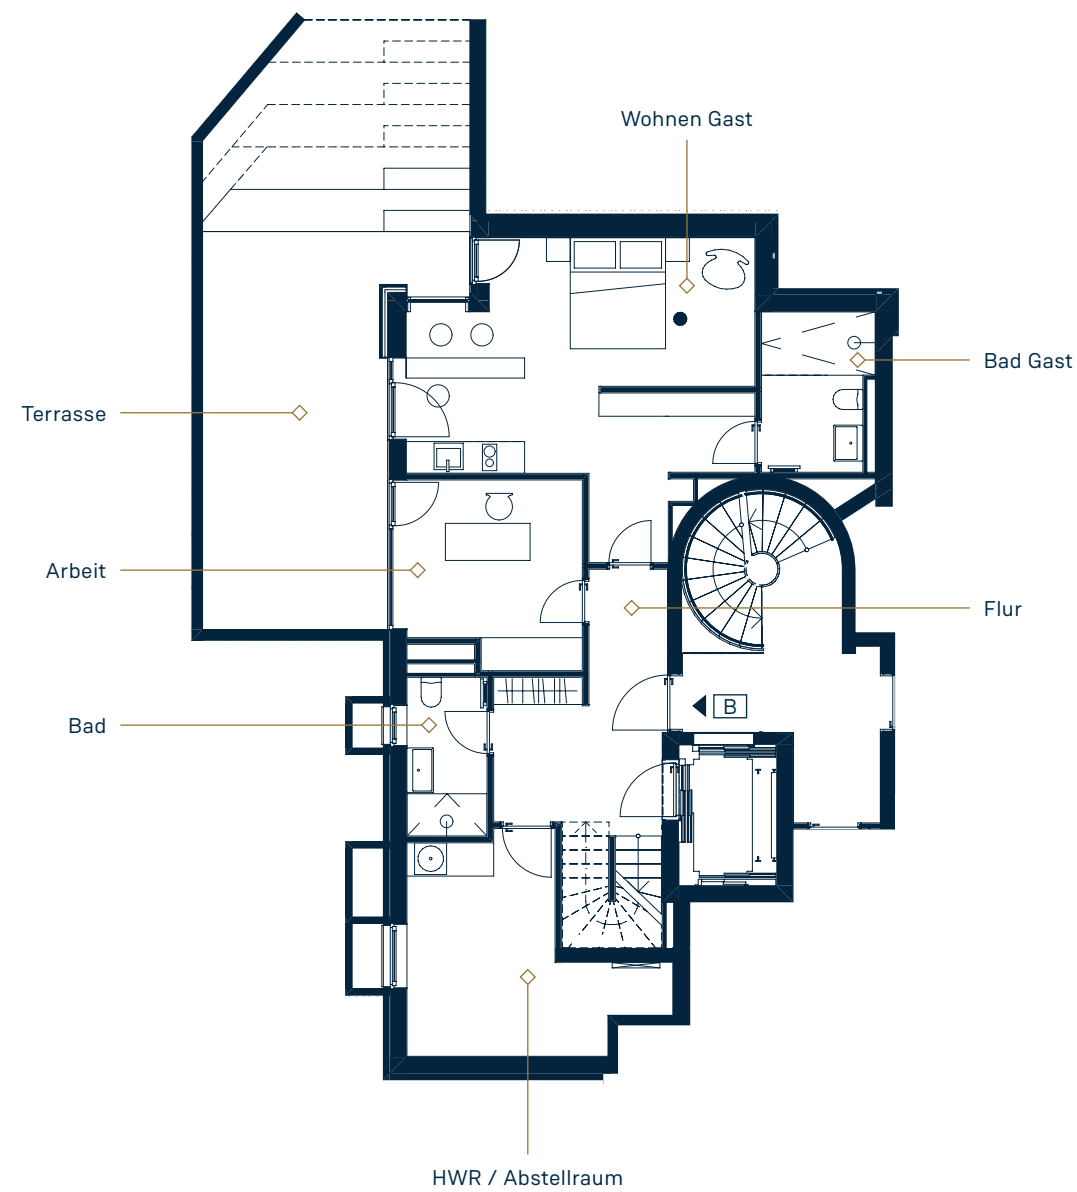 Wohnen Gast
Bad Gast
Terrasse
Arbeit
Flur
B
Bad
HWR / Abstellraum